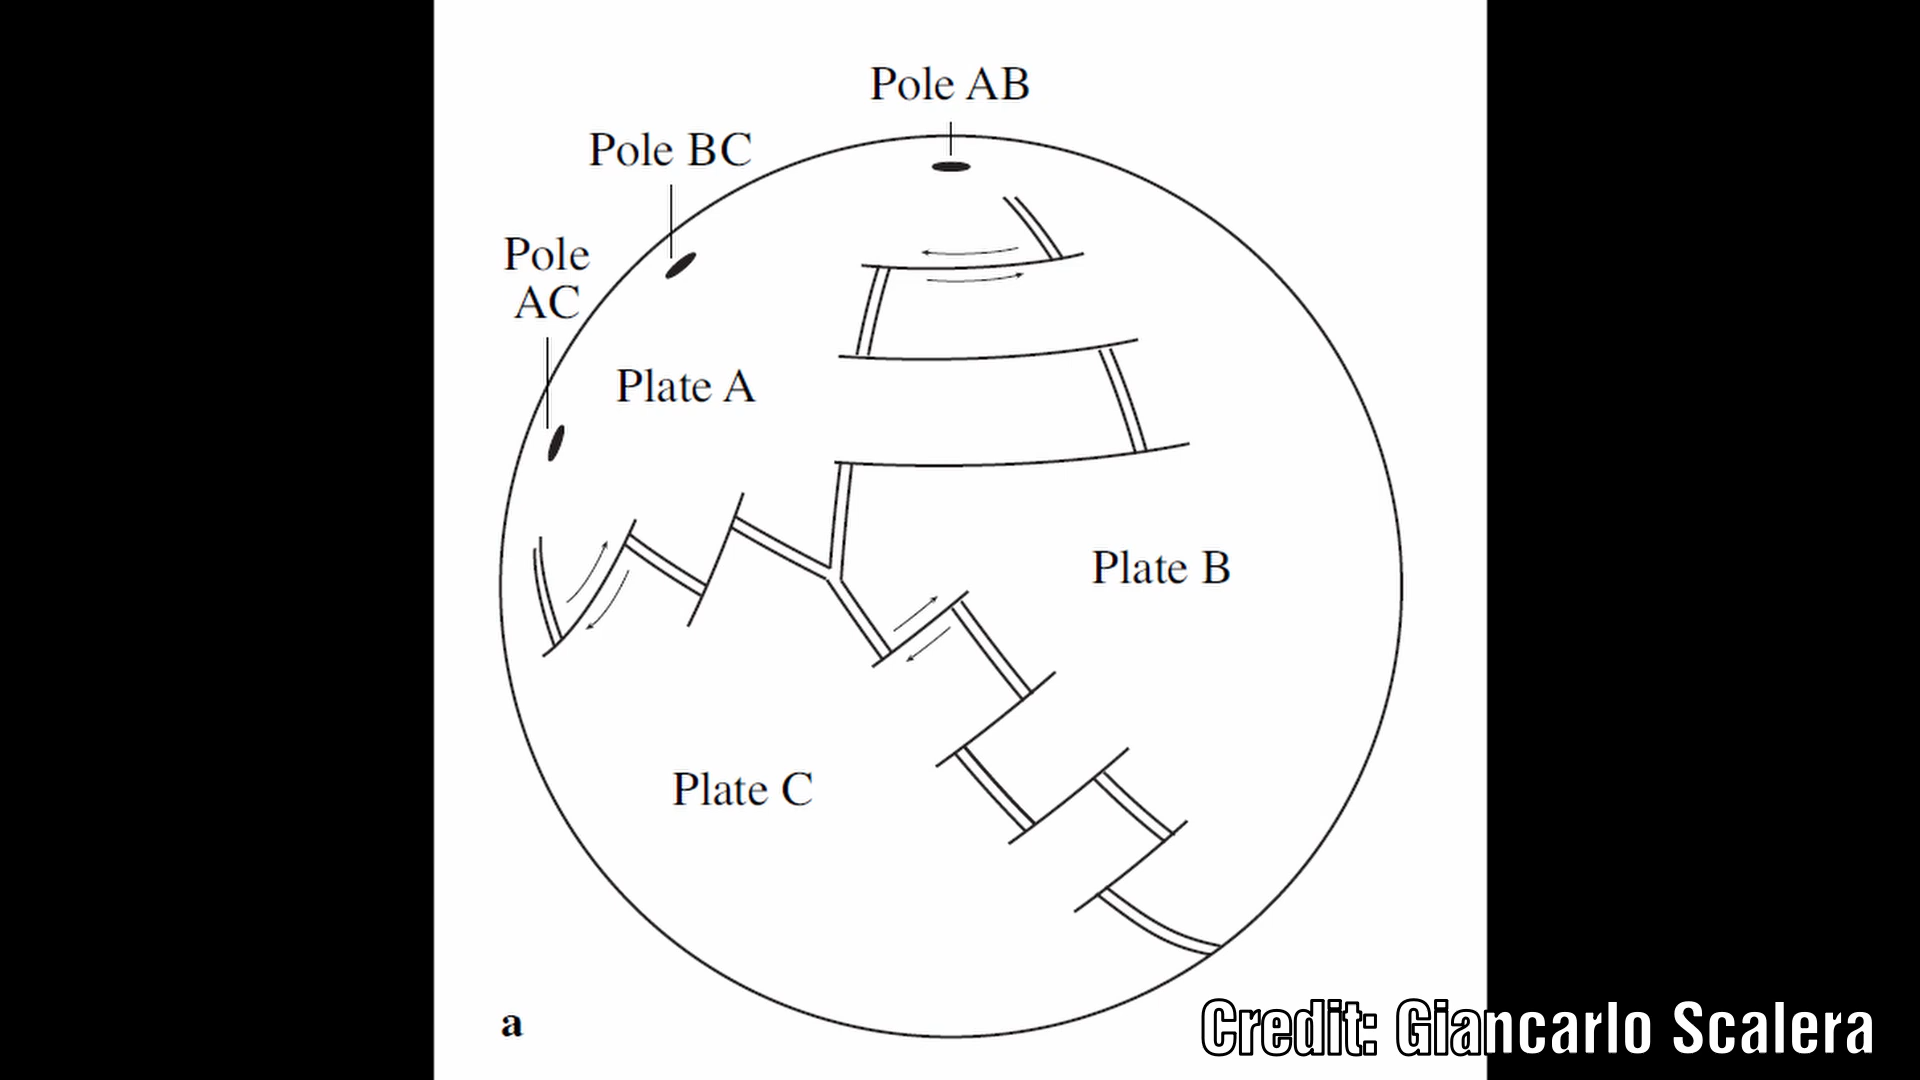 Pole AB
Pole BC
Pole
AC
Plate A
Plate B
Plate C
a
Credit: Giancarlo Scalera